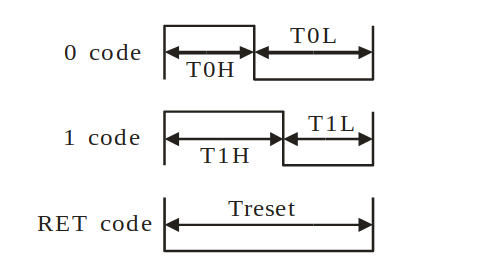 0 code T0H T0L
1 code T1H T1L
RET code Treset